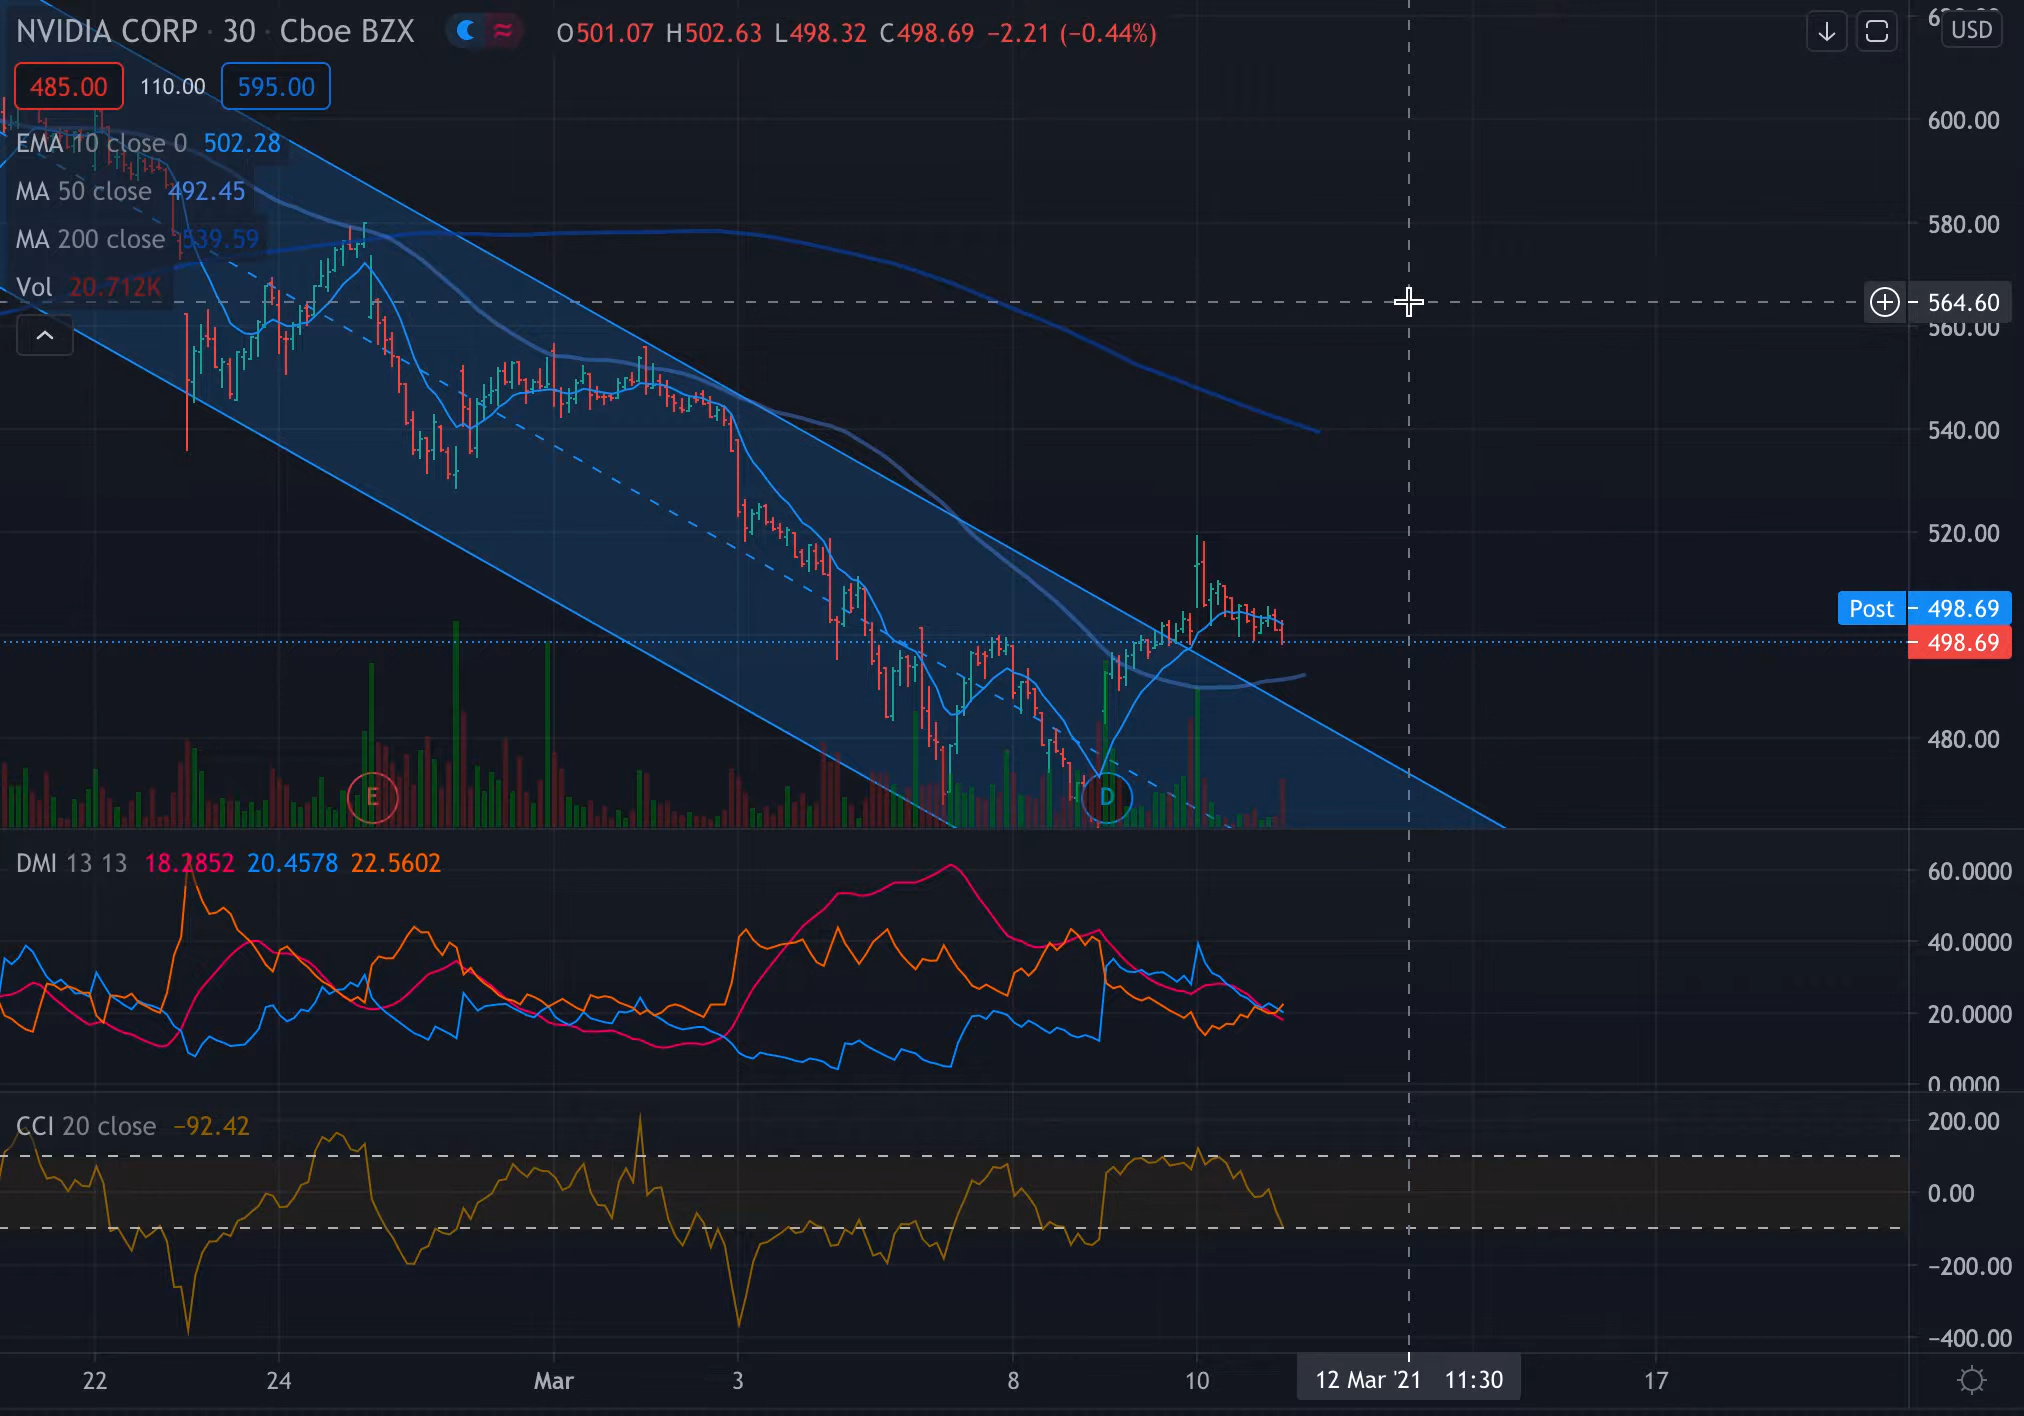 NVIDIA CORP · 30 · Cboe BZX O501.07 H502.63 L498.32 C498.69 −2.21 (−0.44%)
USD
485.00 110.00 595.00
EMA 10 close 0 502.28
MA 50 close 492.45
MA 200 close 539.59
Vol 20.712K
600.00
580.00
564.60
560.00
540.00
520.00
Post 498.69
498.69
480.00
E
D
DMI 13 13 18.2852 20.4578 22.5602
60.0000
40.0000
20.0000
0.0000
CCI 20 close −92.42
200.00
0.00
−200.00
−400.00
22 24 Mar 3 8 10 12 Mar '21 11:30 17